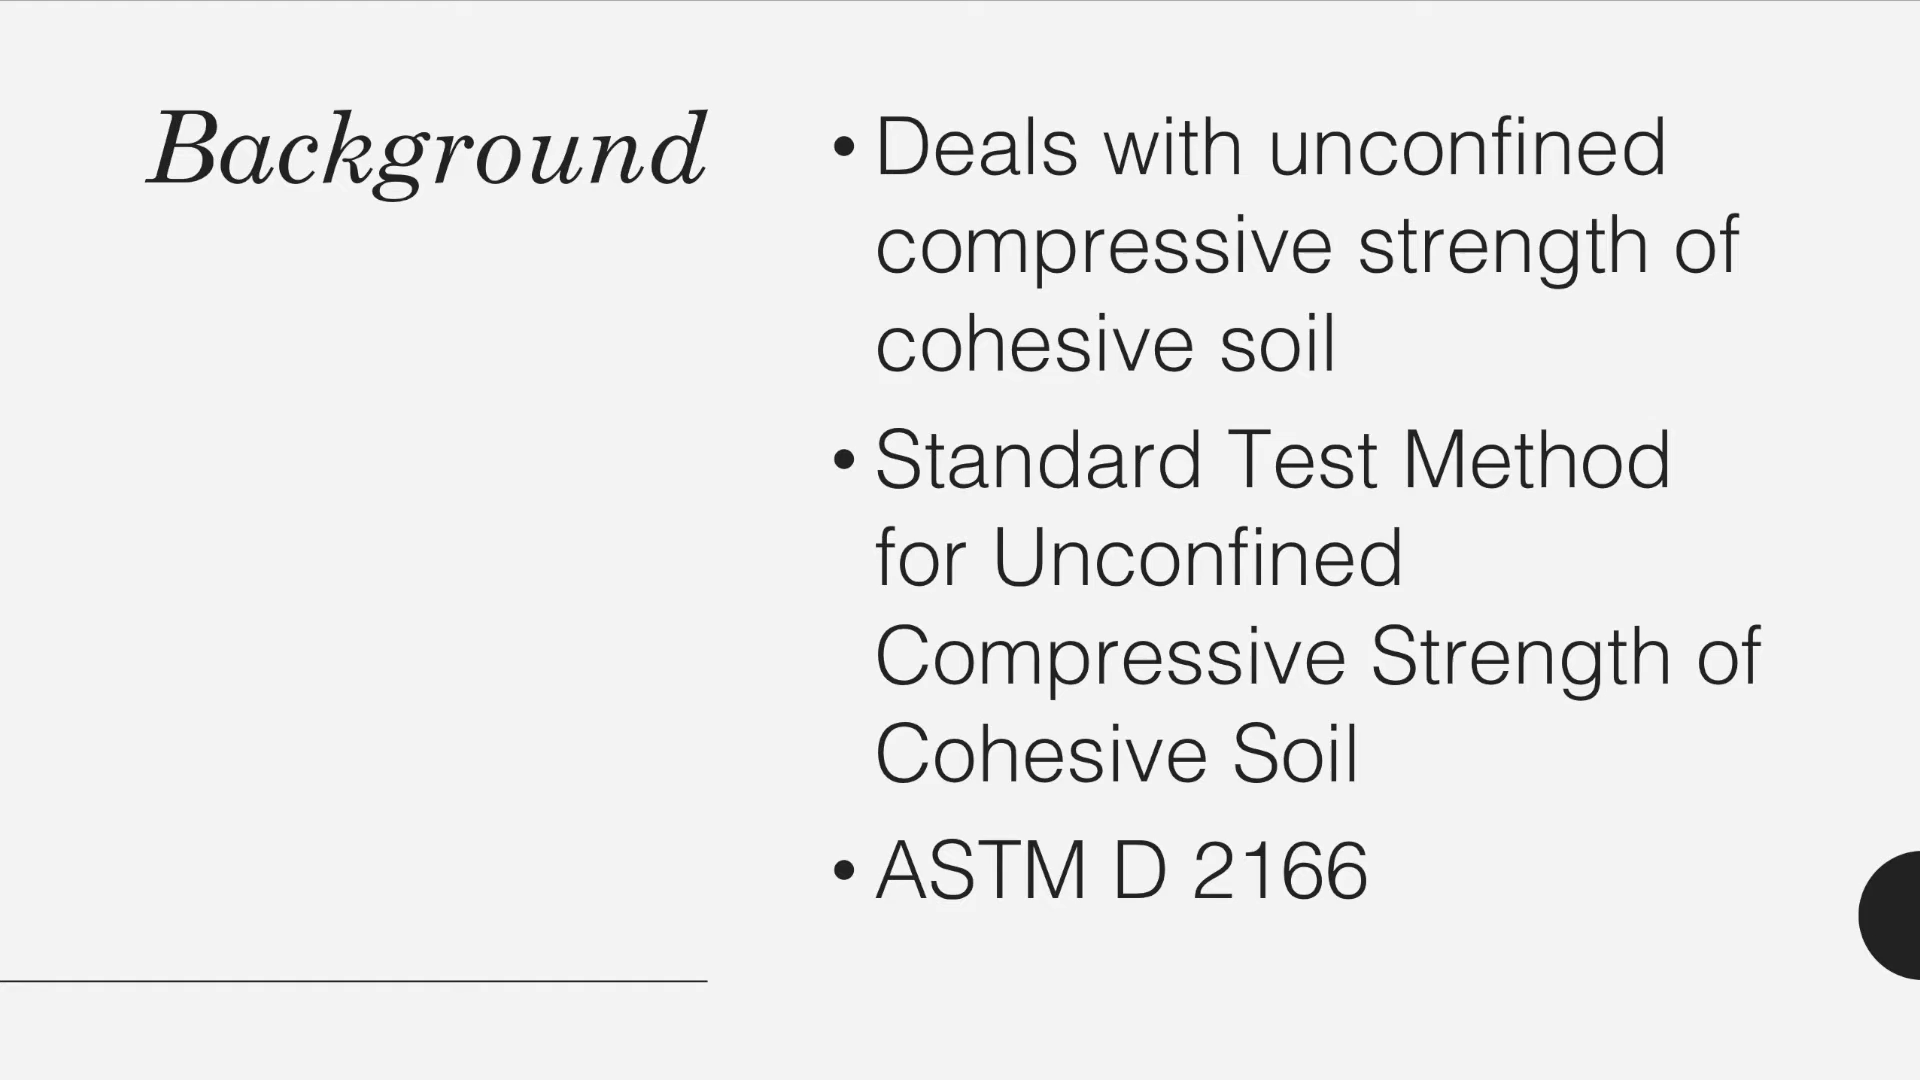 Background
• Deals with unconfined
compressive strength of
cohesive soil
• Standard Test Method
for Unconfined
Compressive Strength of
Cohesive Soil
• ASTM D 2166